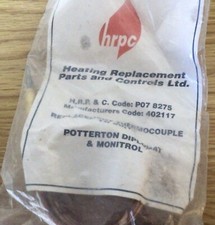 hrpc
Heating Replacement
Parts and Controls Ltd.
H.R.P. & C. Code: P07 8275
Manufacturers Code: 402117
POTTERTON
& MONITROL